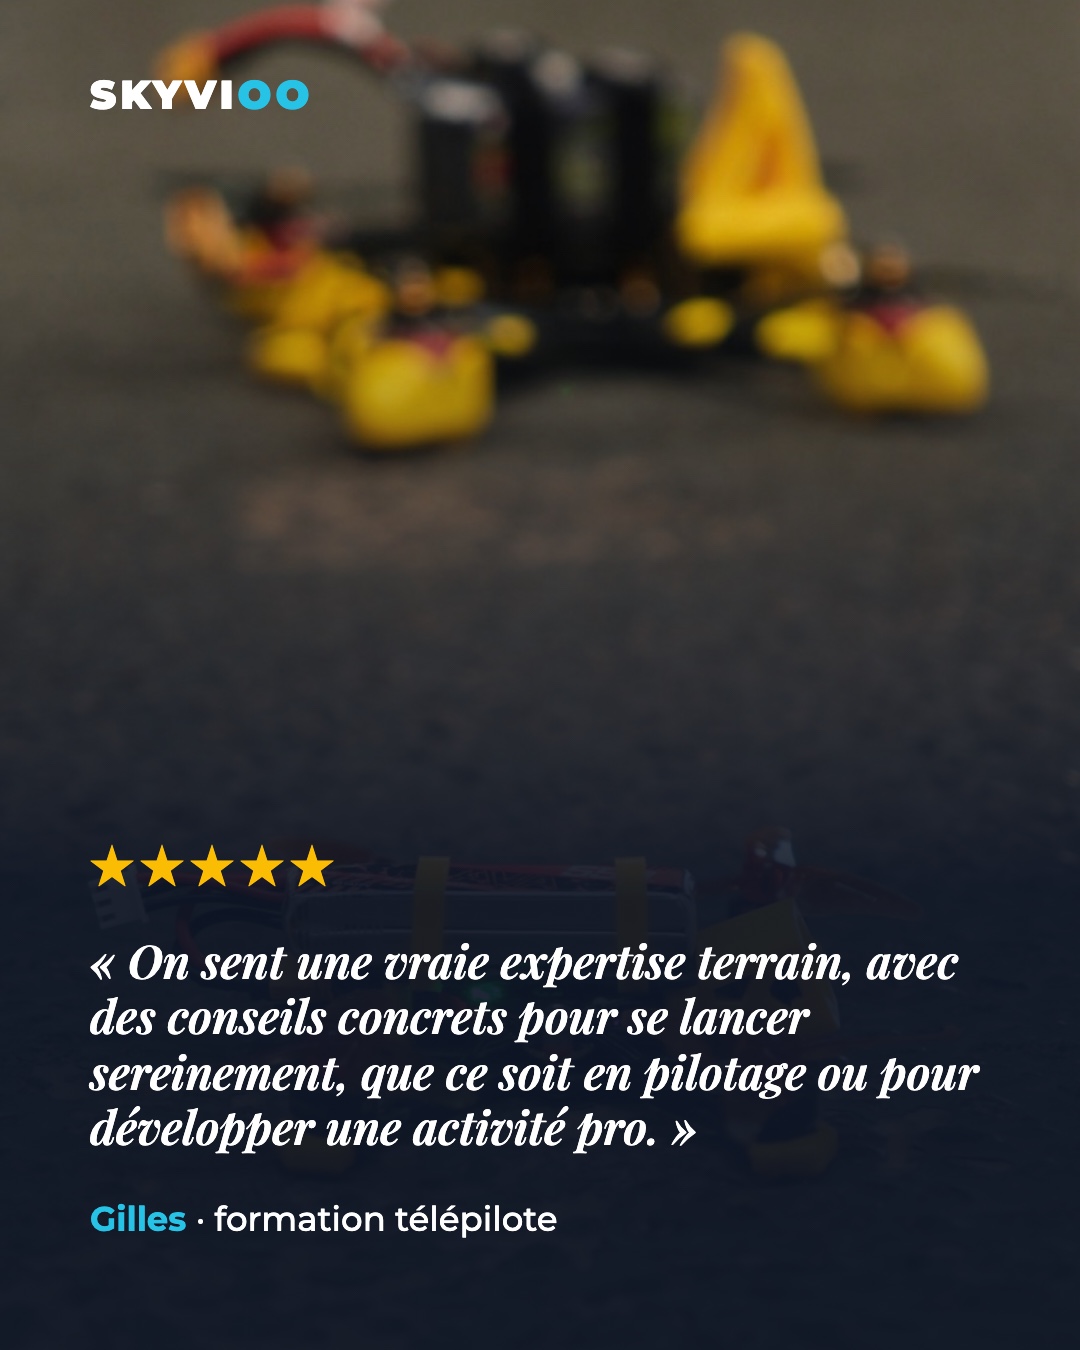 SKYVIOO
★★★★★
« On sent une vraie expertise terrain, avec
des conseils concrets pour se lancer
sereinement, que ce soit en pilotage ou pour
développer une activité pro. »
Gilles · formation télépilote